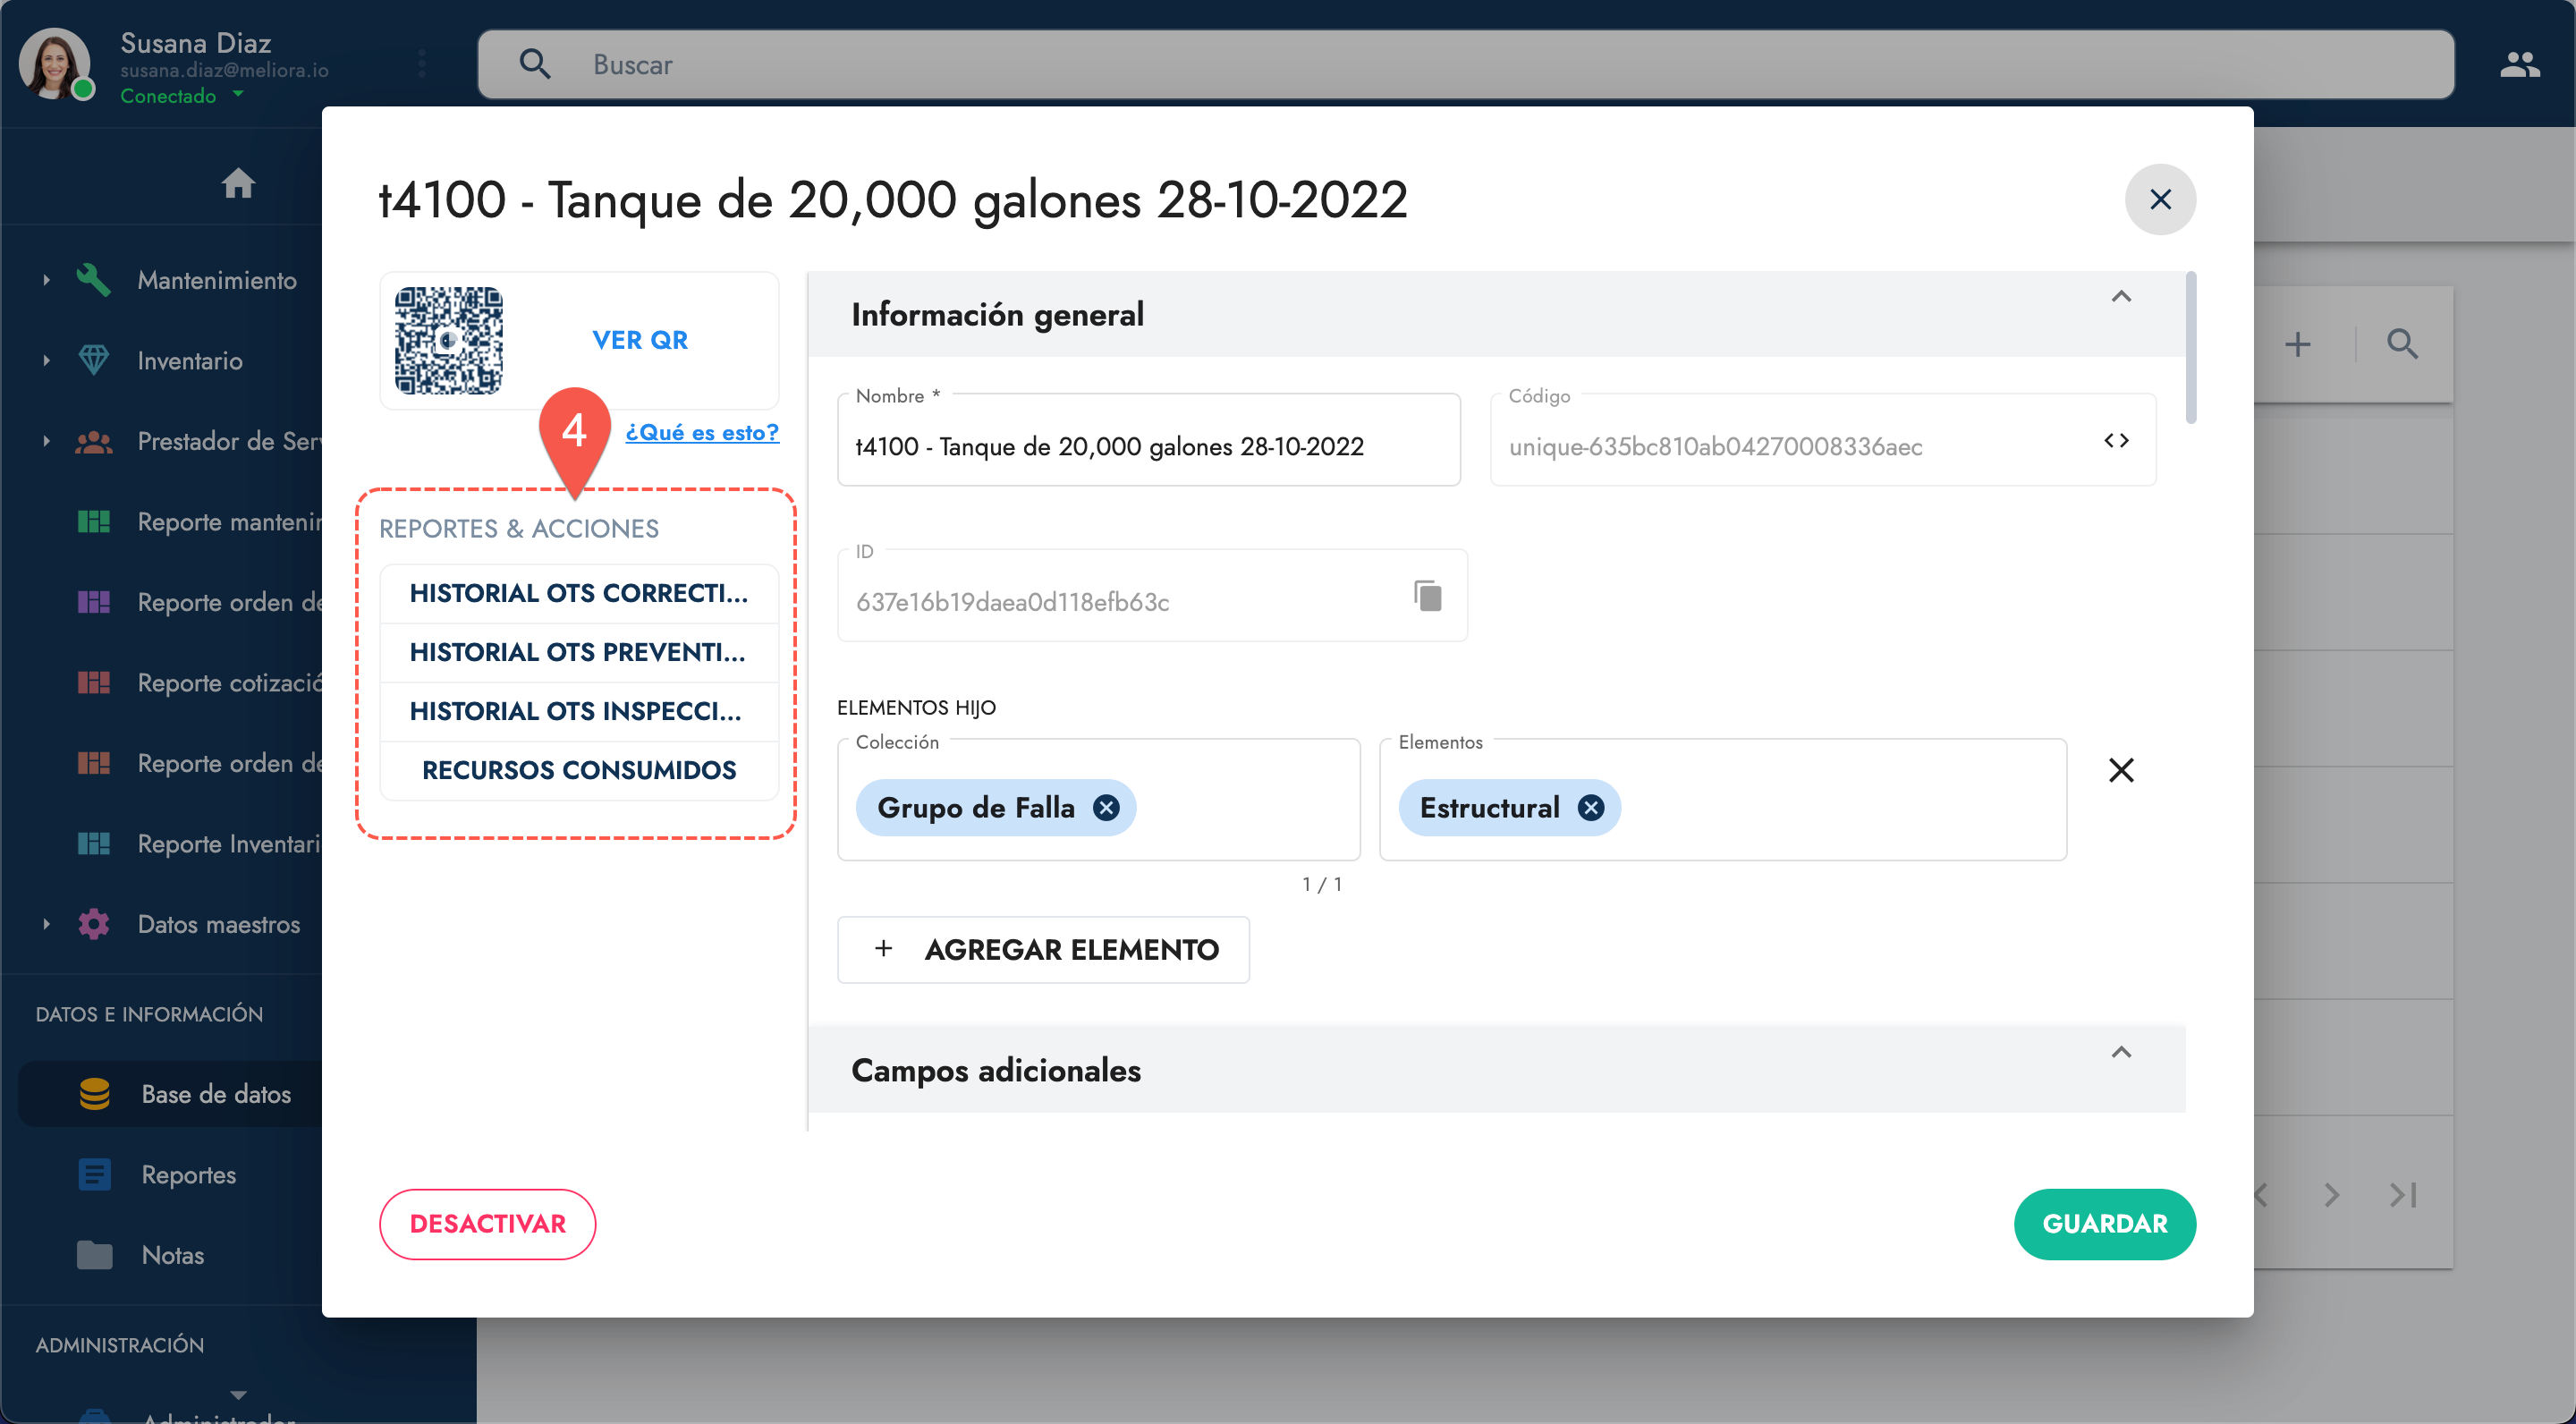 Susana Diaz
susana.diaz@meliora.io
Conectado
Buscar
Mantenimiento
Inventario
Prestador de Serv
Reporte mantenir
Reporte orden de
Reporte cotizació
Reporte orden de
Reporte Inventari
Datos maestros
DATOS E INFORMACIÓN
Base de datos
Reportes
Notas
ADMINISTRACIÓN
Administrador
t4100 - Tanque de 20,000 galones 28-10-2022
VER QR
¿Qué es esto?
4
REPORTES & ACCIONES
HISTORIAL OTS CORRECTI...
HISTORIAL OTS PREVENTI...
HISTORIAL OTS INSPECCI...
RECURSOS CONSUMIDOS
Información general
Nombre *
t4100 - Tanque de 20,000 galones 28-10-2022
Código
unique-635bc810ab04270008336aec
ID
637e16b19daea0d118efb63c
ELEMENTOS HIJO
Colección
Grupo de Falla
Elementos
Estructural
1 / 1
+ AGREGAR ELEMENTO
Campos adicionales
DESACTIVAR
GUARDAR